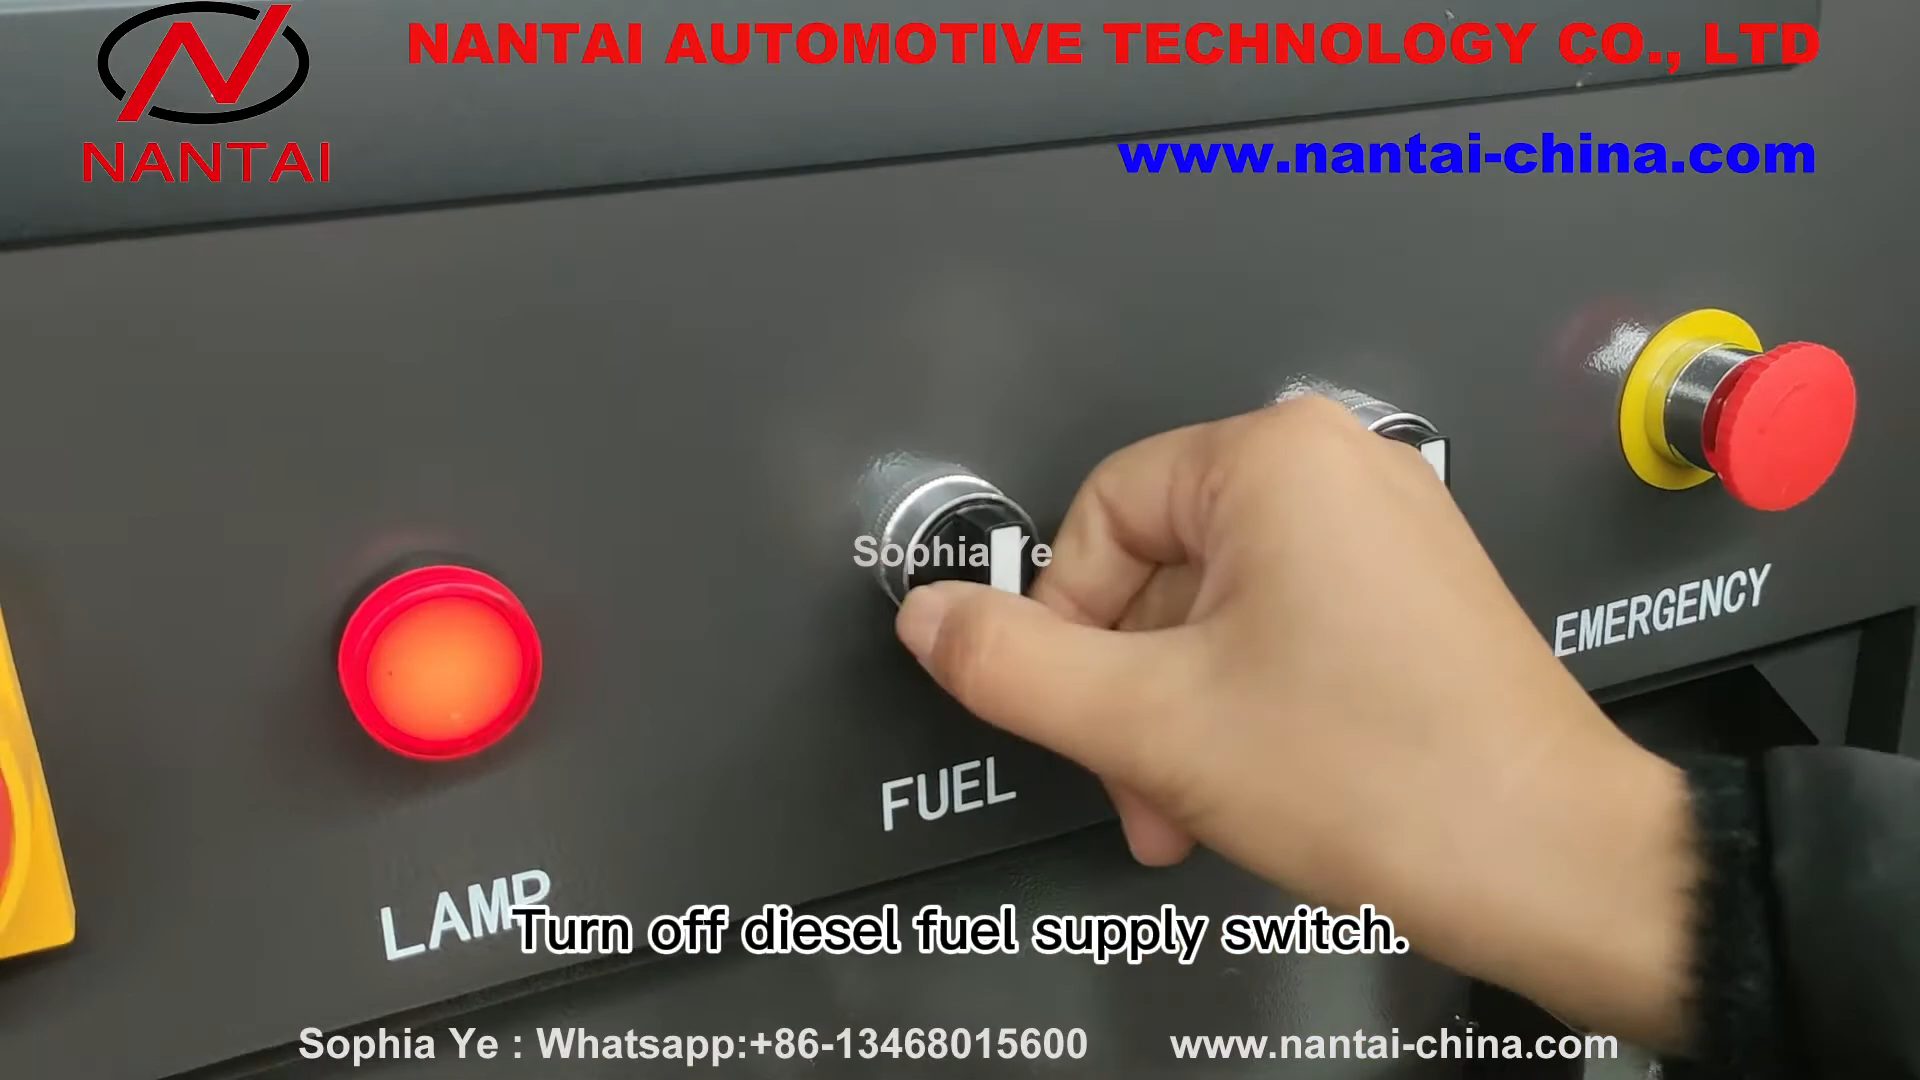 NANTAI AUTOMOTIVE TECHNOLOGY CO., LTD
NANTAI
www.nantai-china.com
Sophia Ye
EMERGENCY
FUEL
LAMP
Turn off diesel fuel supply switch.
Sophia Ye : Whatsapp:+86-13468015600 www.nantai-china.com